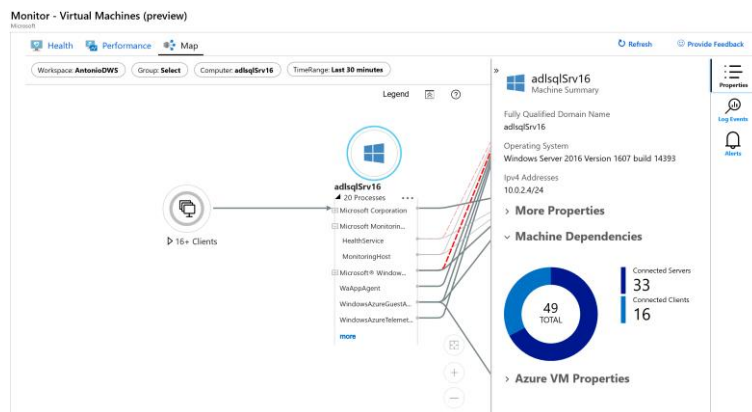 Monitor - Virtual Machines (preview)
Microsoft
Health Performance Map
Refresh Provide Feedback
Workspace: AntonioDWS Group: Select Computer: adlsqlSrv16 TimeRange: Last 30 minutes
Legend
adlsqlSrv16
20 Processes ...
Microsoft Corporation
Microsoft Monitorin...
HealthService
MonitoringHost
Microsoft® Window...
WaAppAgent
WindowsAzureGuestA...
WindowsAzureTelemet...
more
16+ Clients
»
adlsqlSrv16
Machine Summary
Fully Qualified Domain Name
adlsqlSrv16
Operating System
Windows Server 2016 Version 1607 build 14393
Ipv4 Addresses
10.0.2.4/24
More Properties
Machine Dependencies
49
TOTAL
Connected Servers
33
Connected Clients
16
Azure VM Properties
Properties
Log Events
Alerts